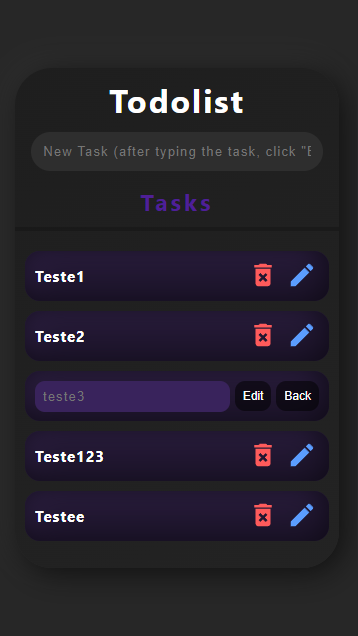 Todolist
New Task (after typing the task, click "E
Tasks
Teste1
Teste2
teste3 Edit Back
Teste123
Testee